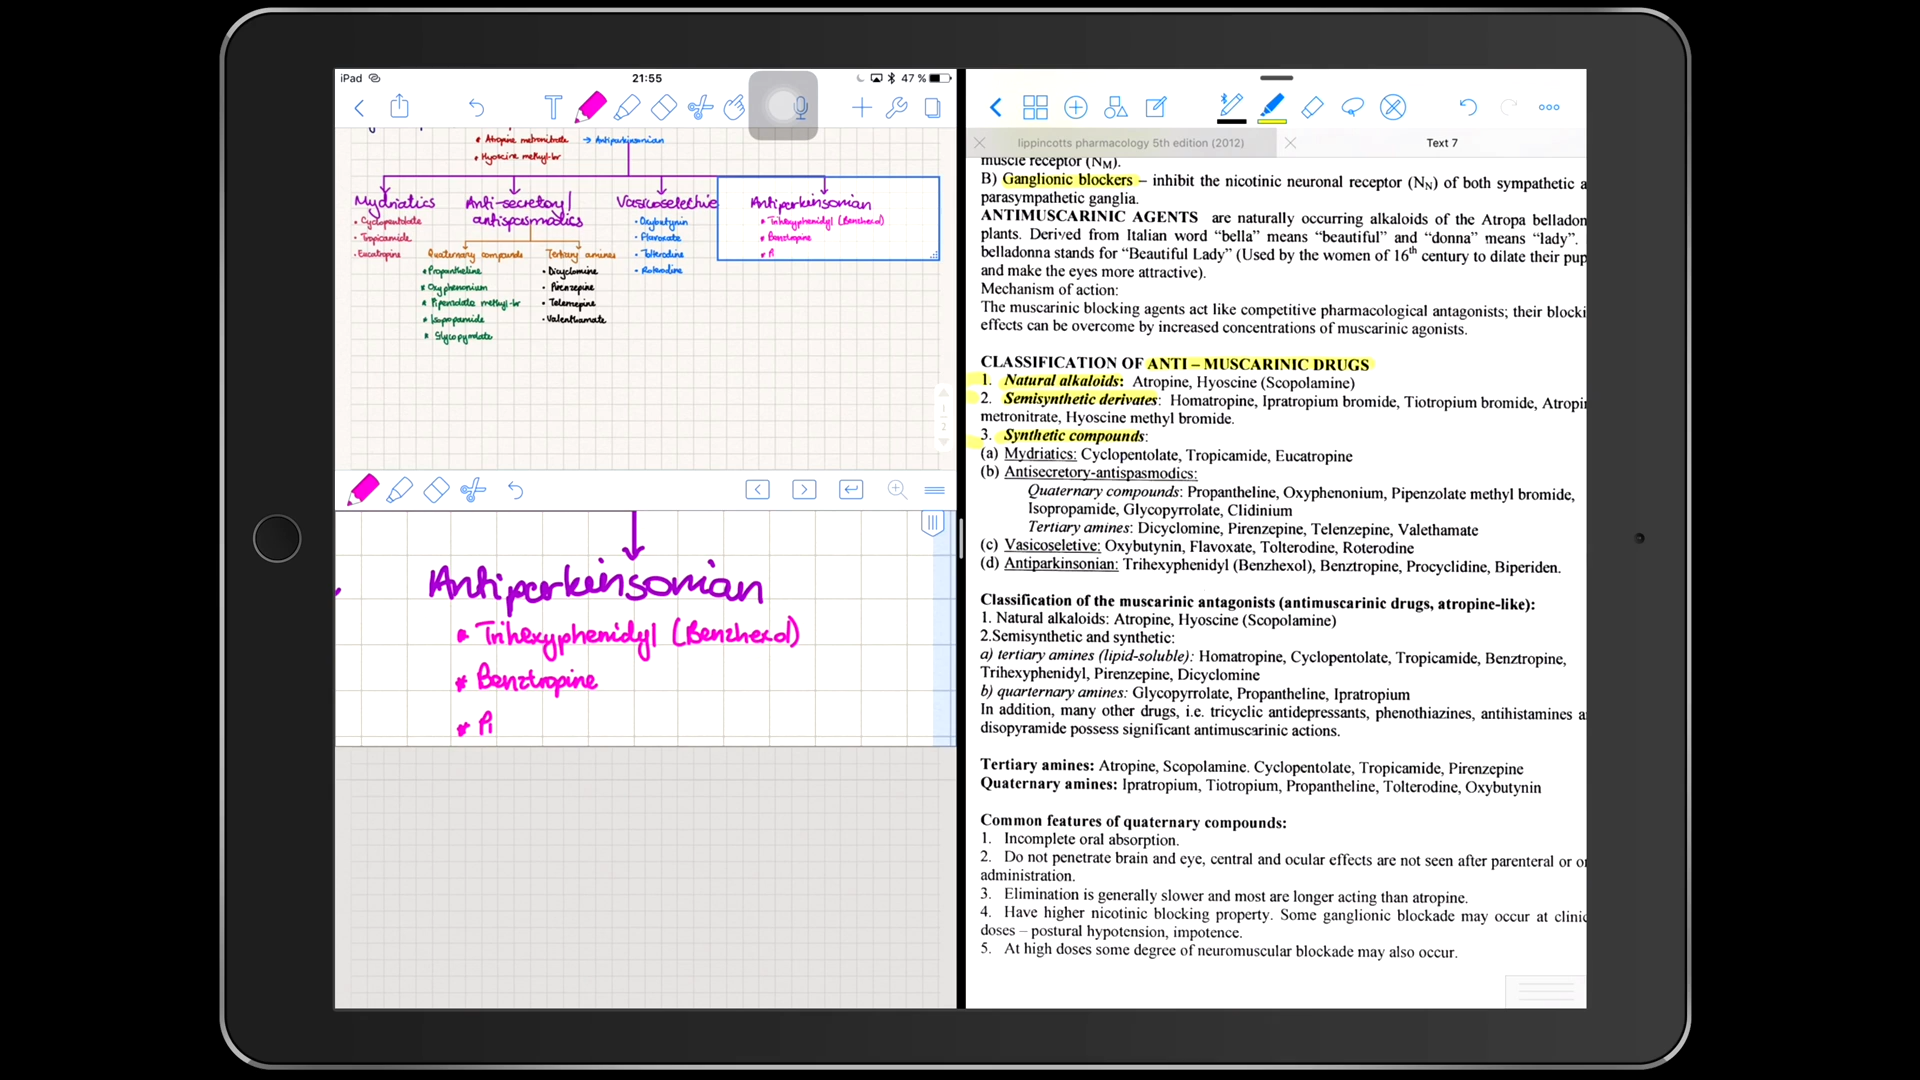 iPad
21:55
47 %
• Atropine metronitrate → Antiparkinsonian
• Hyoscine methyl-br
Mydriatics
• Cyclopentolate
• Tropicamide
• Eucatropine
Anti-secretory/
antispasmodics
Quaternary compounds
• Propantheline
• Oxyphenonium
• Pipenzolate methyl-br
• Isopropamide
• Glycopyrrolate
Tertiary amines
• Dicyclomine
• Pirenzepine
• Telenzepine
• Valenthamate
Vasicoselective
• Oxybutynin
• Flavoxate
• Tolterodine
• Roterodine
Antiparkinsonian
• Trihexyphenidyl (Benzhexol)
• Benztropine
• Pi
1
2
Antiparkinsonian
• Trihexyphenidyl (Benzhexol)
• Benztropine
• Pi
lippincotts pharmacology 5th edition (2012)
Text 7
muscle receptor (NM).
B) Ganglionic blockers – inhibit the nicotinic neuronal receptor (NN) of both sympathetic a
parasympathetic ganglia.
ANTIMUSCARINIC AGENTS are naturally occurring alkaloids of the Atropa belladon
plants. Derived from Italian word “bella” means “beautiful” and “donna” means “lady”.
belladonna stands for “Beautiful Lady” (Used by the women of 16th century to dilate their pup
and make the eyes more attractive).
Mechanism of action:
The muscarinic blocking agents act like competitive pharmacological antagonists; their blocki
effects can be overcome by increased concentrations of muscarinic agonists.
CLASSIFICATION OF ANTI – MUSCARINIC DRUGS
1. Natural alkaloids: Atropine, Hyoscine (Scopolamine)
2. Semisynthetic derivates: Homatropine, Ipratropium bromide, Tiotropium bromide, Atropin
metronitrate, Hyoscine methyl bromide.
3. Synthetic compounds:
(a) Mydriatics: Cyclopentolate, Tropicamide, Eucatropine
(b) Antisecretory-antispasmodics:
Quaternary compounds: Propantheline, Oxyphenonium, Pipenzolate methyl bromide,
Isopropamide, Glycopyrrolate, Clidinium
Tertiary amines: Dicyclomine, Pirenzepine, Telenzepine, Valethamate
(c) Vasicoseletive: Oxybutynin, Flavoxate, Tolterodine, Roterodine
(d) Antiparkinsonian: Trihexyphenidyl (Benzhexol), Benztropine, Procyclidine, Biperiden.
Classification of the muscarinic antagonists (antimuscarinic drugs, atropine-like):
1. Natural alkaloids: Atropine, Hyoscine (Scopolamine)
2.Semisynthetic and synthetic:
a) tertiary amines (lipid-soluble): Homatropine, Cyclopentolate, Tropicamide, Benztropine,
Trihexyphenidyl, Pirenzepine, Dicyclomine
b) quarternary amines: Glycopyrrolate, Propantheline, Ipratropium
In addition, many other drugs, i.e. tricyclic antidepressants, phenothiazines, antihistamines a
disopyramide possess significant antimuscarinic actions.
Tertiary amines: Atropine, Scopolamine. Cyclopentolate, Tropicamide, Pirenzepine
Quaternary amines: Ipratropium, Tiotropium, Propantheline, Tolterodine, Oxybutynin
Common features of quaternary compounds:
1. Incomplete oral absorption.
2. Do not penetrate brain and eye, central and ocular effects are not seen after parenteral or or
administration.
3. Elimination is generally slower and most are longer acting than atropine.
4. Have higher nicotinic blocking property. Some ganglionic blockade may occur at clinic
doses – postural hypotension, impotence.
5. At high doses some degree of neuromuscular blockade may also occur.